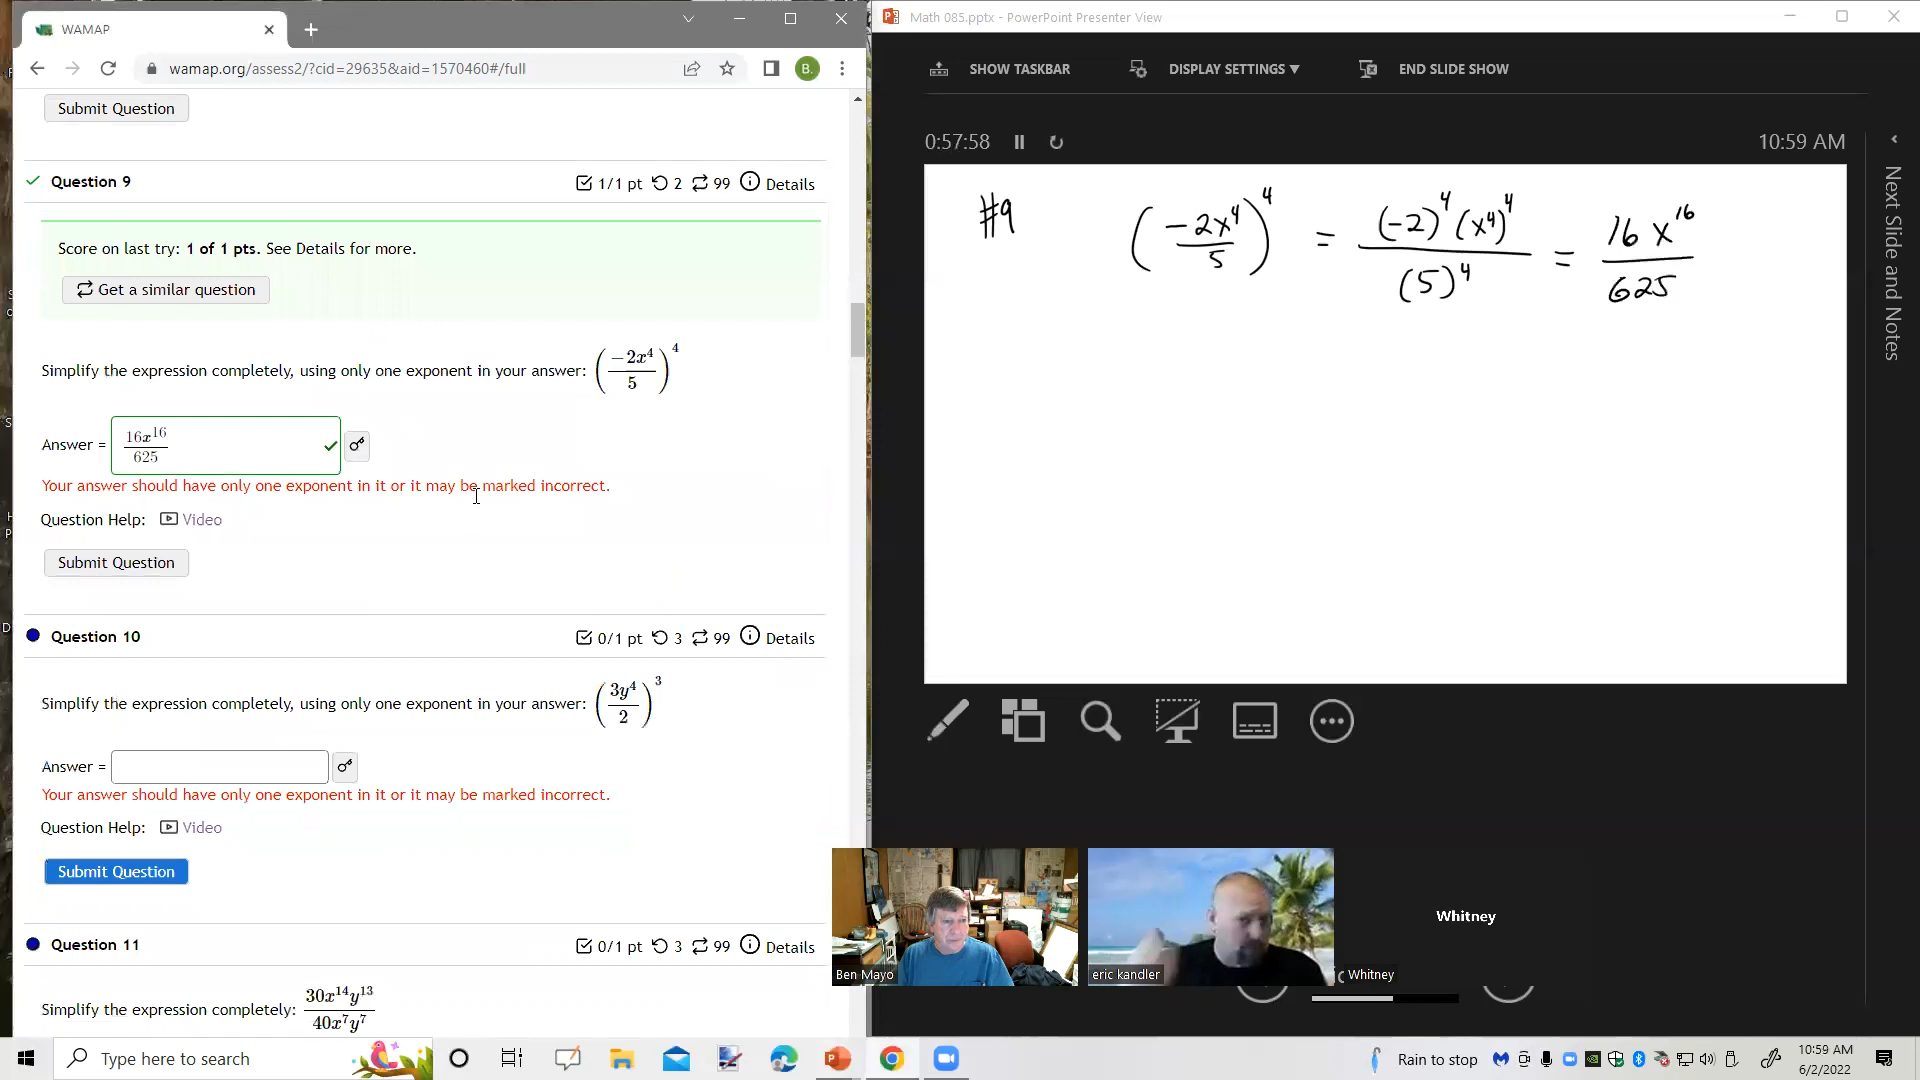 WAMAP
wamap.org/assess2/?cid=29635&aid=1570460#/full
B.
Submit Question
Question 9
1/1 pt 2 99 Details
Score on last try: 1 of 1 pts. See Details for more.
Get a similar question
Simplify the expression completely, using only one exponent in your answer: (−2x⁴/5)⁴
Answer = 16x¹⁶/625
Your answer should have only one exponent in it or it may be marked incorrect.
Question Help: Video
Submit Question
Question 10
0/1 pt 3 99 Details
Simplify the expression completely, using only one exponent in your answer: (3y⁴/2)³
Answer =
Your answer should have only one exponent in it or it may be marked incorrect.
Question Help: Video
Submit Question
Question 11
0/1 pt 3 99 Details
Simplify the expression completely: 30x¹⁴y¹³/40x⁷y⁷
Math 085.pptx - PowerPoint Presenter View
SHOW TASKBAR DISPLAY SETTINGS ▼ END SLIDE SHOW
0:57:58 10:59 AM
#9 (−2x⁴/5)⁴ = (−2)⁴(x⁴)⁴/(5)⁴ = 16x¹⁶/625
Next Slide and Notes
Ben Mayo
eric kandler
Whitney
Whitney
Type here to search
Rain to stop
10:59 AM
6/2/2022